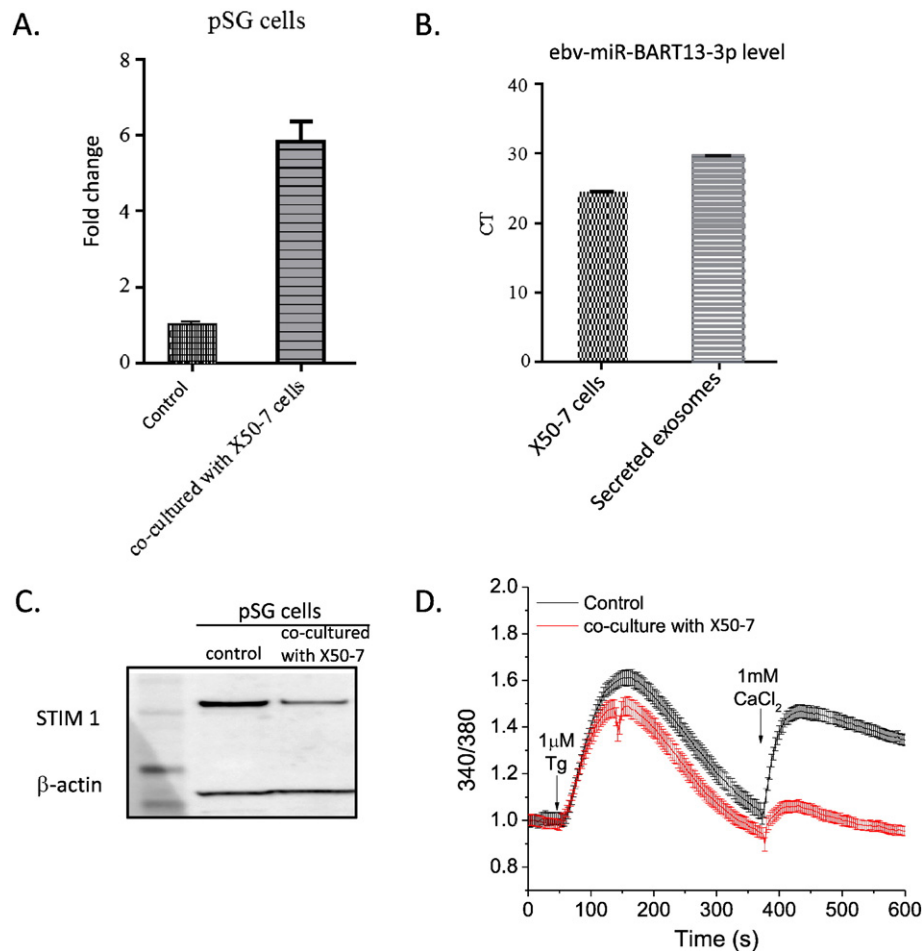 A.
pSG cells
Fold change
8
6
4
2
0
Control
co-cultured with X50-7 cells
B.
ebv-miR-BART13-3p level
CT
40
30
20
10
0
X50-7 cells
Secreted exosomes
C.
pSG cells
control
co-cultured
with X50-7
STIM 1
β-actin
D.
340/380
2.0
1.8
1.6
1.4
1.2
1.0
0.8
Control
co-culture with X50-7
1μM
Tg
1mM
CaCl2
0 100 200 300 400 500 600
Time (s)